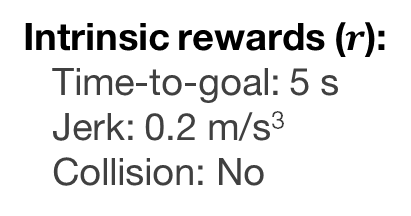 Intrinsic rewards (r):
Time-to-goal: 5 s
Jerk: 0.2 m/s³
Collision: No